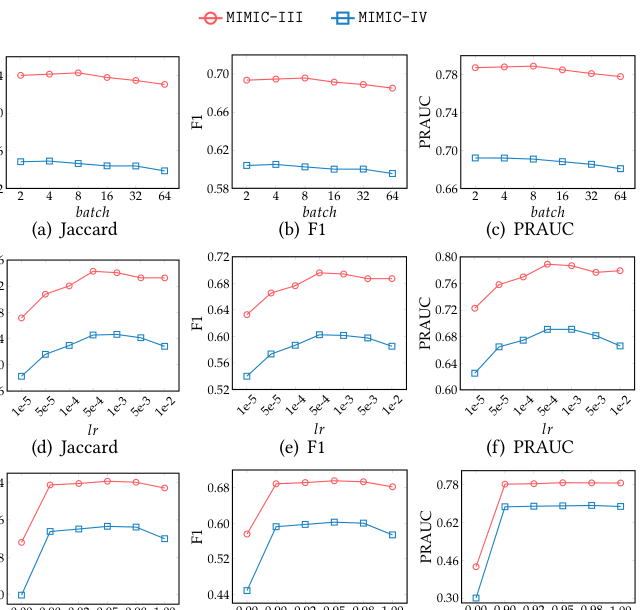 MIMIC-III MIMIC-IV
0.70 0.78
F1 0.66 PRAUC 0.74
0.62 0.70
0.58 0.66
2 4 8 16 32 64 2 4 8 16 32 64 2 4 8 16 32 64
batch batch batch
(a) Jaccard (b) F1 (c) PRAUC
0.72 0.80
0.68 0.76
F1 0.64 PRAUC 0.72
0.60 0.68
0.56 0.64
0.52 0.60
1e-5 5e-5 1e-4 5e-4 1e-3 5e-3 1e-2 1e-5 5e-5 1e-4 5e-4 1e-3 5e-3 1e-2 1e-5 5e-5 1e-4 5e-4 1e-3 5e-3 1e-2
lr lr lr
(d) Jaccard (e) F1 (f) PRAUC
0.68 0.78
F1 0.60 PRAUC 0.62
0.52 0.46
0.44 0.30